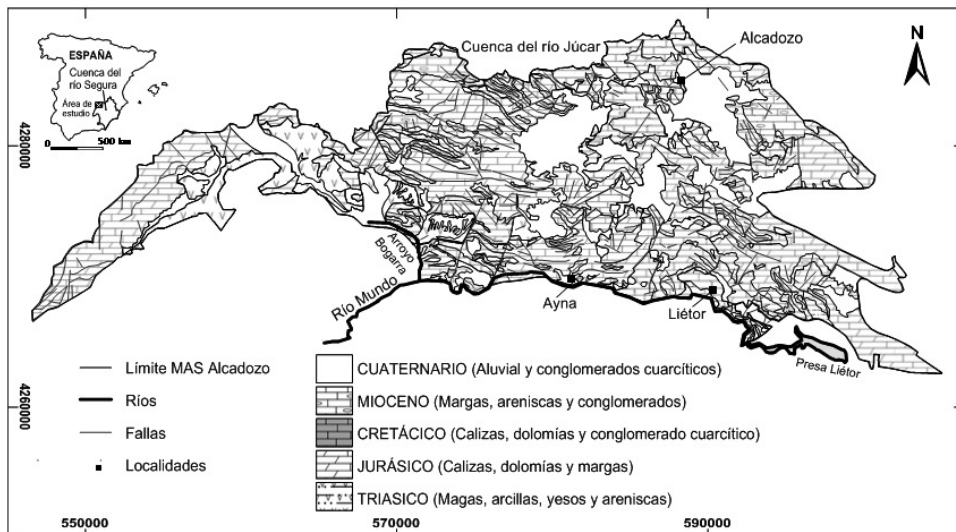 Cuenca del río Júcar
Alcadozo
N
ESPAÑA
Cuenca del
río Segura
Área de
estudio
0 500 km
4280000
Arroyo
Bogarra
Río Mundo
Ayna
Liétor
Presa Liétor
Límite MAS Alcadozo
Ríos
Fallas
Localidades
CUATERNARIO (Aluvial y conglomerados cuarcíticos)
MIOCENO (Margas, areniscas y conglomerados)
CRETÁCICO (Calizas, dolomías y conglomerado cuarcítico)
JURÁSICO (Calizas, dolomías y margas)
TRIASICO (Magas, arcillas, yesos y areniscas)
4260000
550000 570000 590000